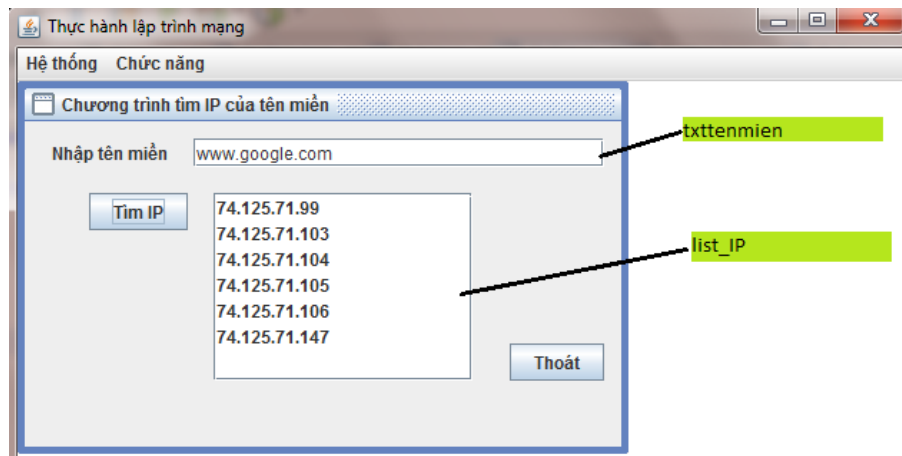 Thực hành lập trình mạng
Hệ thống Chức năng
Chương trình tìm IP của tên miền
Nhập tên miền www.google.com
txttenmien
Tìm IP
74.125.71.99
74.125.71.103
74.125.71.104
74.125.71.105
74.125.71.106
74.125.71.147
list_IP
Thoát